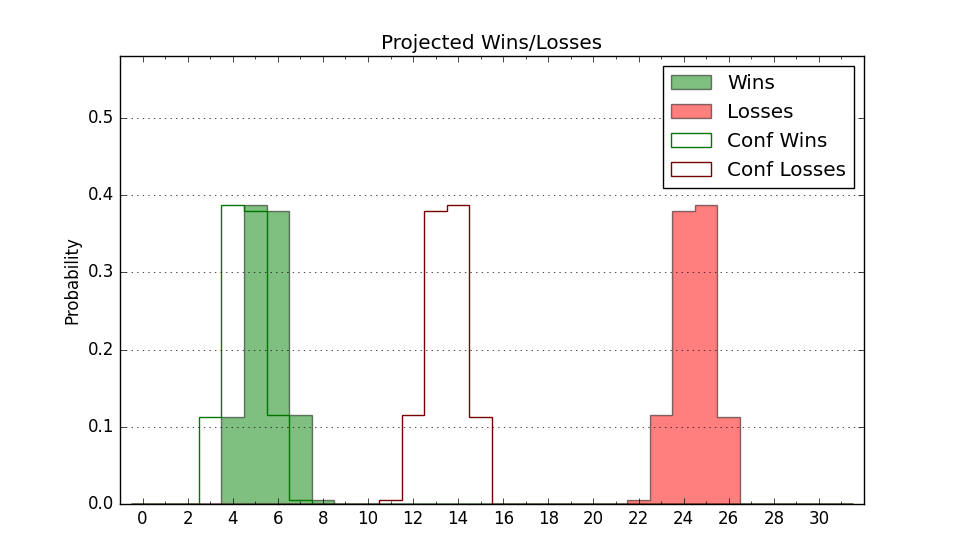 Projected Wins/Losses
Wins
Losses
Conf Wins
Conf Losses
Probability
0.5
0.4
0.3
0.2
0.1
0.0
0 2 4 6 8 10 12 14 16 18 20 22 24 26 28 30